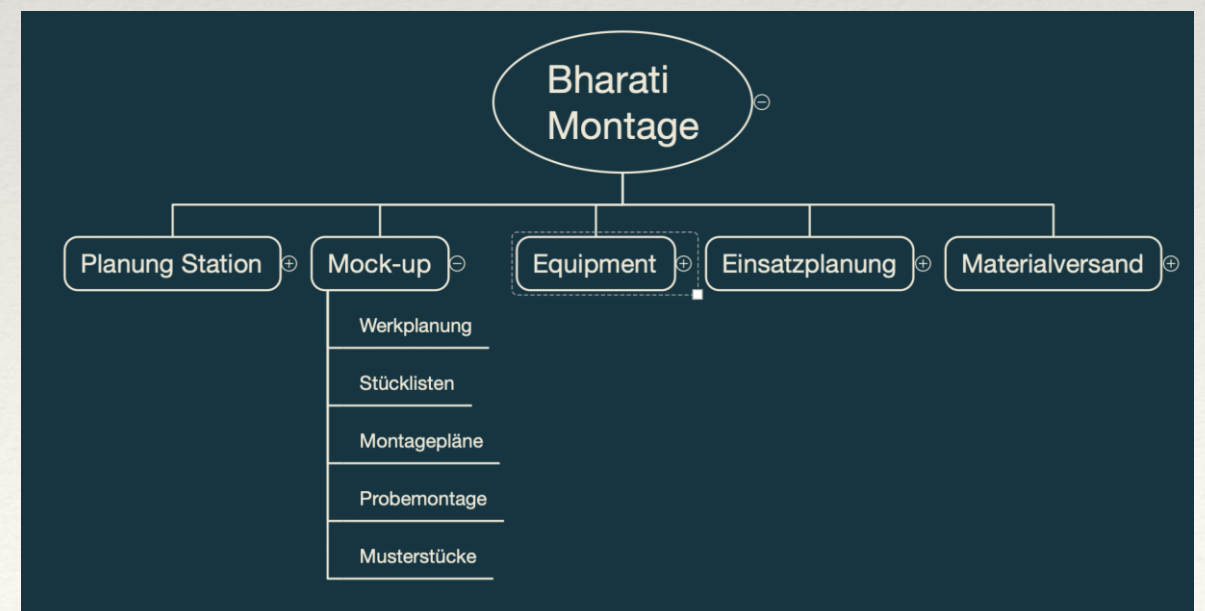 Bharati
Montage
Planung Station
Mock-up
Equipment
Einsatzplanung
Materialversand
Werkplanung
Stücklisten
Montagepläne
Probemontage
Musterstücke